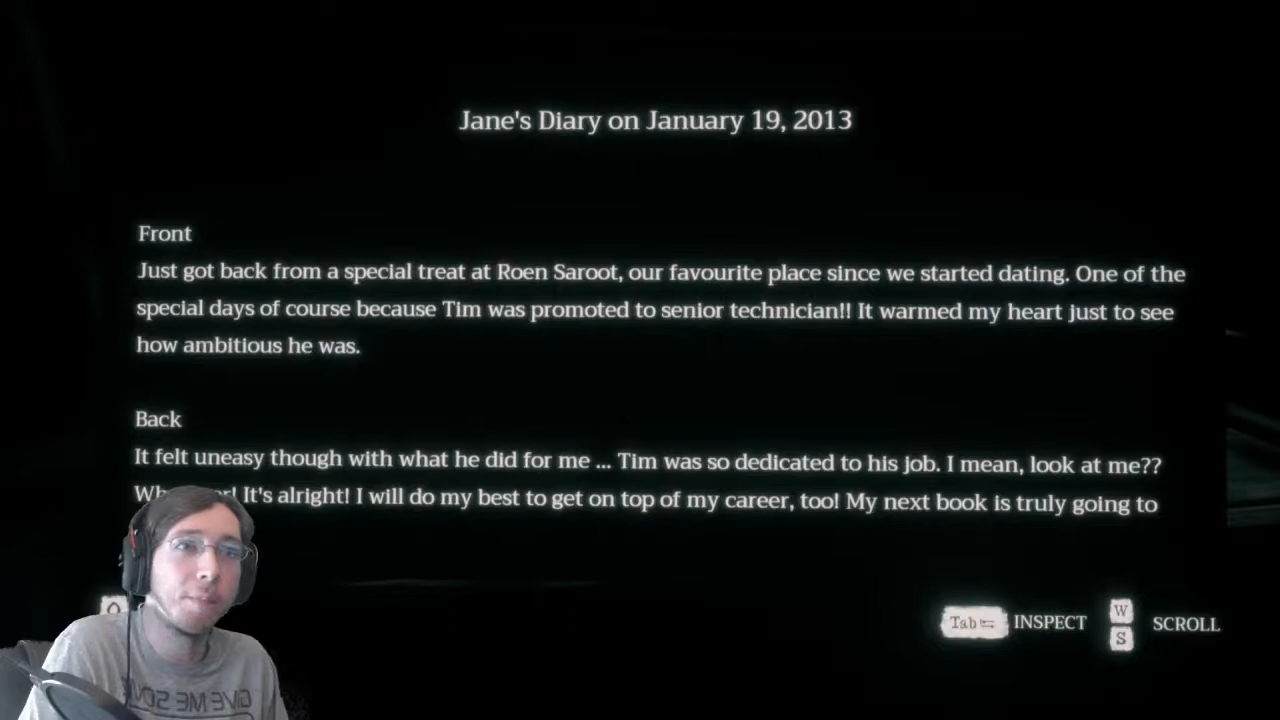 Jane's Diary on January 19, 2013
Front
Just got back from a special treat at Roen Saroot, our favourite place since we started dating. One of the
special days of course because Tim was promoted to senior technician!! It warmed my heart just to see
how ambitious he was.
Back
It felt uneasy though with what he did for me ... Tim was so dedicated to his job. I mean, look at me??
It's alright! I will do my best to get on top of my career, too! My next book is truly going to
Q
Tab INSPECT
W
S SCROLL
GIVE ME